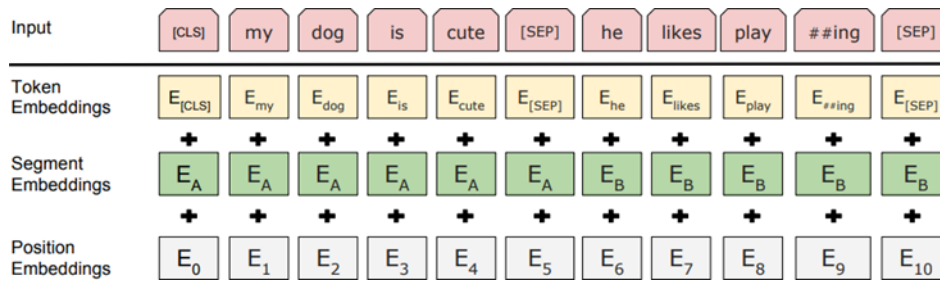 Input [CLS] my dog is cute [SEP] he likes play ##ing [SEP]
Token
Embeddings
E[CLS] Emy Edog Eis Ecute E[SEP] Ehe Elikes Eplay E##ing E[SEP]
+ + + + + + + + + + +
Segment
Embeddings
EA EA EA EA EA EA EB EB EB EB EB
+ + + + + + + + + + +
Position
Embeddings
E0 E1 E2 E3 E4 E5 E6 E7 E8 E9 E10